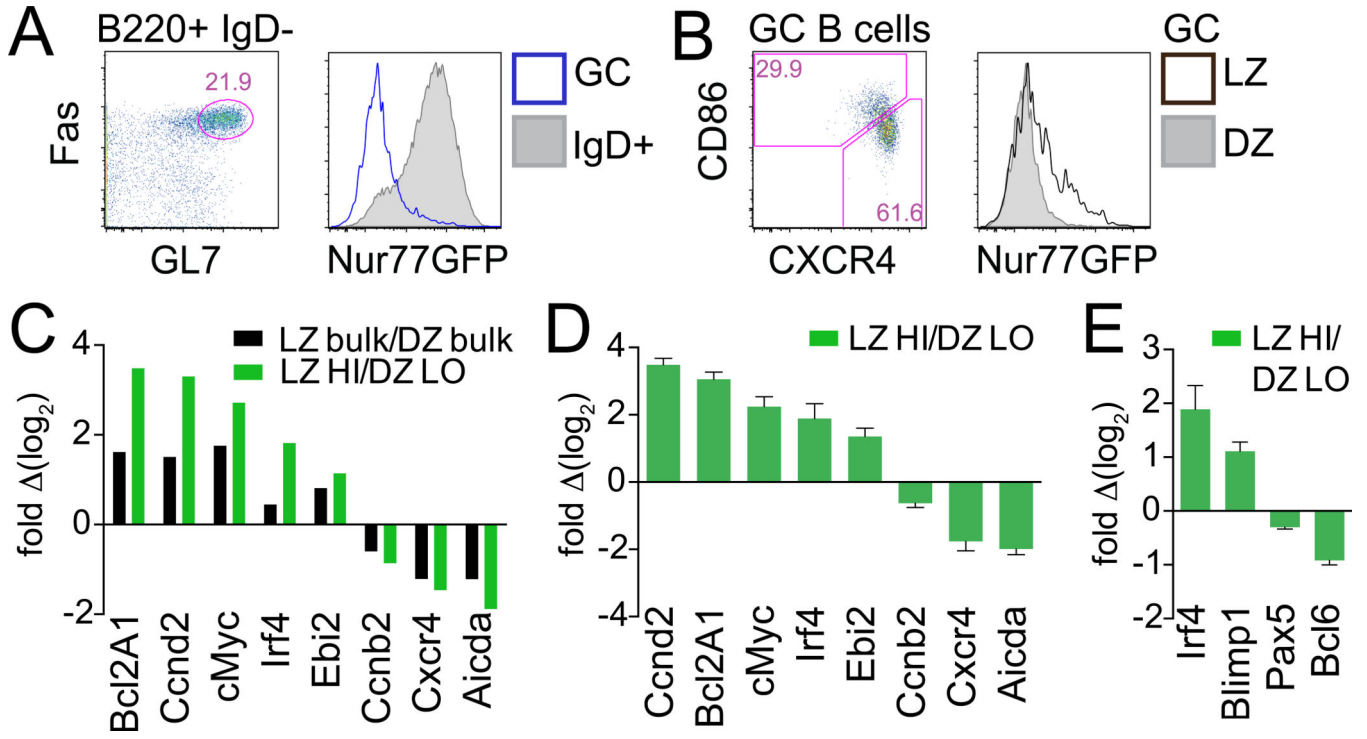 A
B220+ IgD-
21.9
Fas
GL7
Nur77GFP
GC
IgD+
B
GC B cells
29.9
61.6
CD86
CXCR4
Nur77GFP
GC
LZ
DZ
C
LZ bulk/DZ bulk
LZ HI/DZ LO
fold Δ(log₂)
4
2
0
-2
Bcl2A1
Ccnd2
cMyc
Irf4
Ebi2
Ccnb2
Cxcr4
Aicda
D
LZ HI/DZ LO
fold Δ(log₂)
4
2
0
-2
-4
Ccnd2
Bcl2A1
cMyc
Irf4
Ebi2
Ccnb2
Cxcr4
Aicda
E
LZ HI/
DZ LO
fold Δ(log₂)
3
2
1
0
-1
-2
Irf4
Blimp1
Pax5
Bcl6